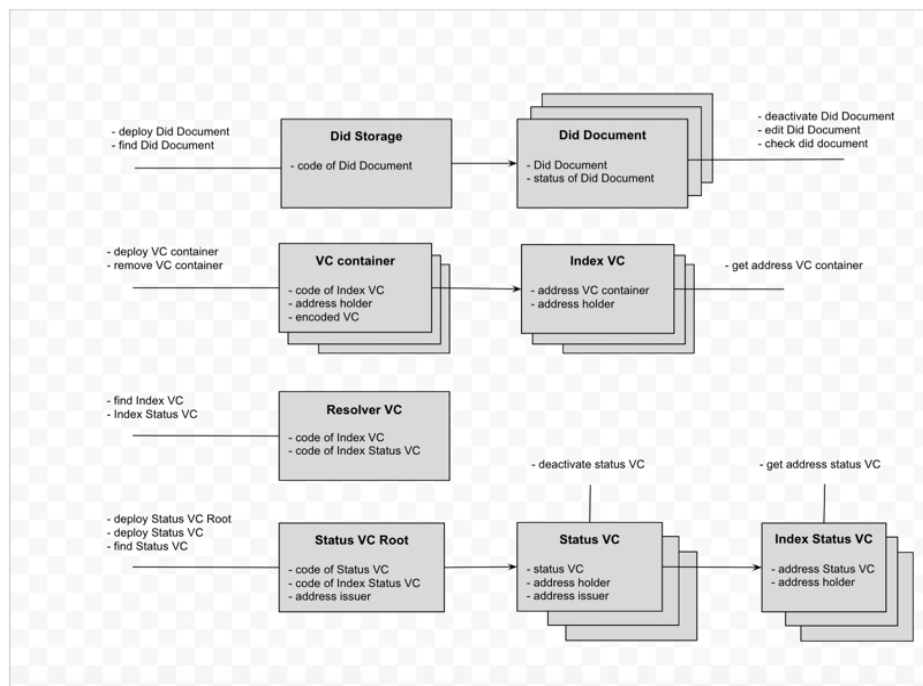 - deploy Did Document
- find Did Document
Did Storage
- code of Did Document
Did Document
- Did Document
- status of Did Document
- deactivate Did Document
- edit Did Document
- check did document
- deploy VC container
- remove VC container
VC container
- code of Index VC
- address holder
- encoded VC
Index VC
- address VC container
- address holder
- get address VC container
- find Index VC
- Index Status VC
Resolver VC
- code of Index VC
- code of Index Status VC
- deactivate status VC
- get address status VC
- deploy Status VC Root
- deploy Status VC
- find Status VC
Status VC Root
- code of Status VC
- code of Index Status VC
- address issuer
Status VC
- status VC
- address holder
- address issuer
Index Status VC
- address Status VC
- address holder